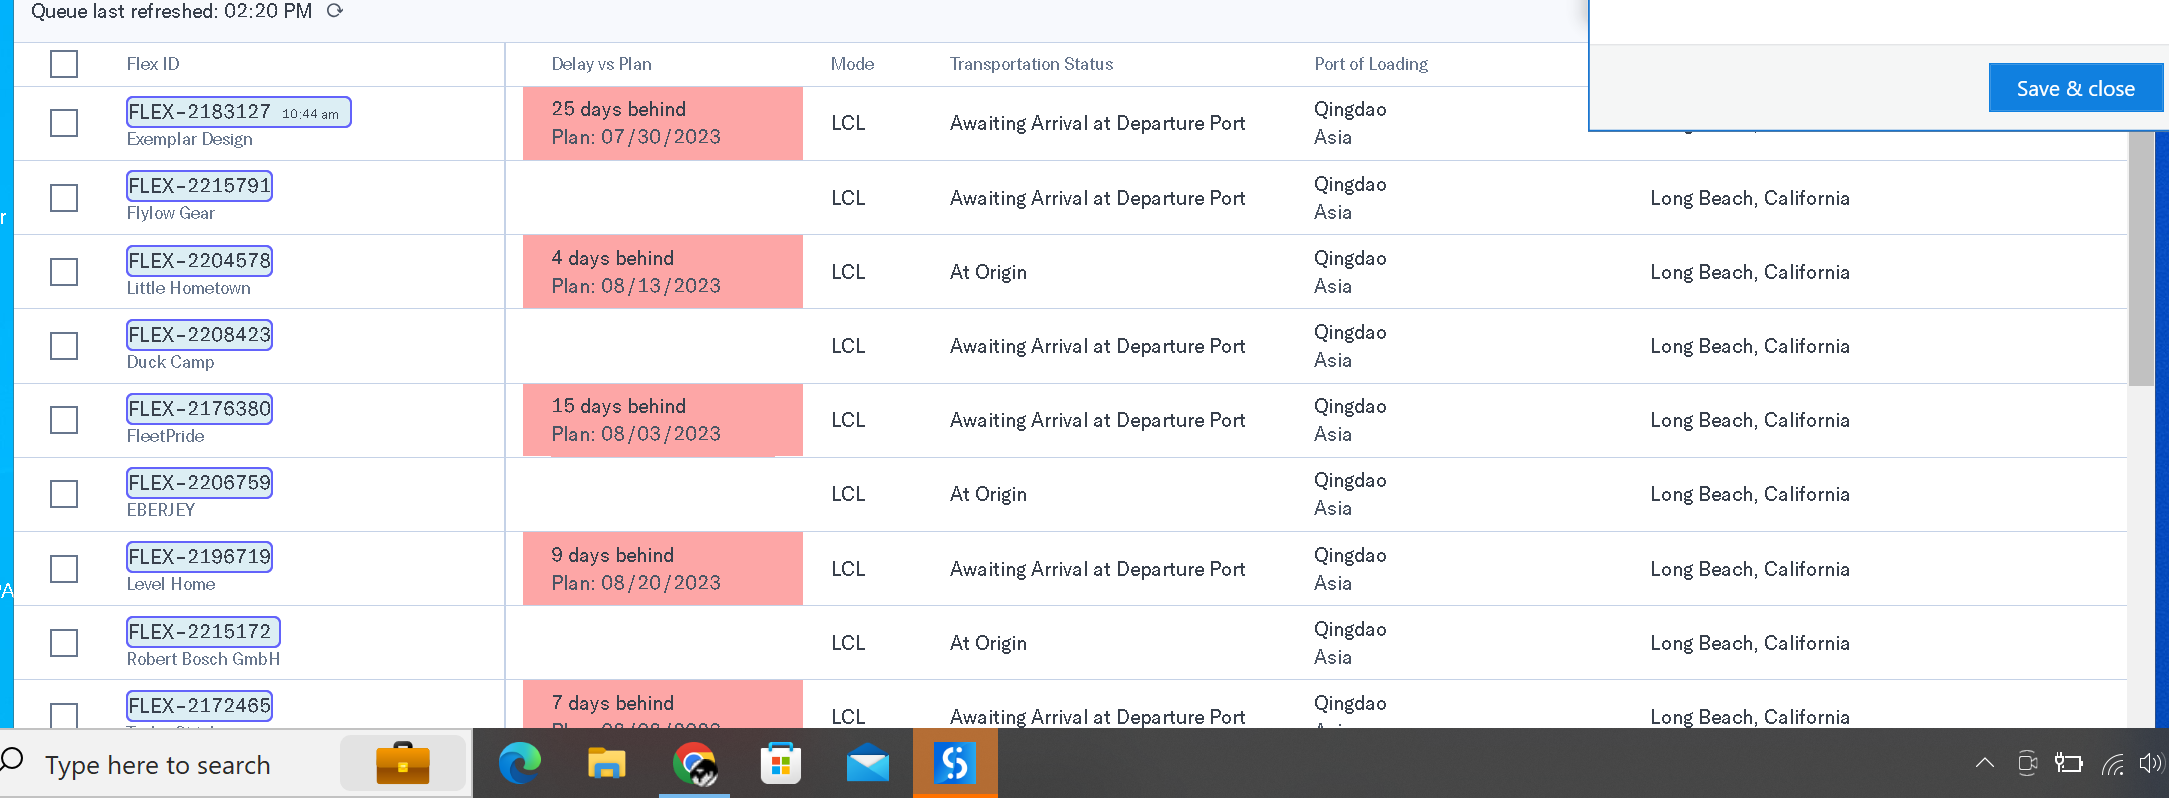 Queue last refreshed: 02:20 PM
Flex ID Delay vs Plan Mode Transportation Status Port of Loading
Save & close
FLEX-2183127 10:44 am
Exemplar Design
25 days behind
Plan: 07/30/2023
LCL
Awaiting Arrival at Departure Port
Qingdao
Asia
FLEX-2215791
Flylow Gear
LCL
Awaiting Arrival at Departure Port
Qingdao
Asia
Long Beach, California
FLEX-2204578
Little Hometown
4 days behind
Plan: 08/13/2023
LCL
At Origin
Qingdao
Asia
Long Beach, California
FLEX-2208423
Duck Camp
LCL
Awaiting Arrival at Departure Port
Qingdao
Asia
Long Beach, California
FLEX-2176380
FleetPride
15 days behind
Plan: 08/03/2023
LCL
Awaiting Arrival at Departure Port
Qingdao
Asia
Long Beach, California
FLEX-2206759
EBERJEY
LCL
At Origin
Qingdao
Asia
Long Beach, California
FLEX-2196719
Level Home
9 days behind
Plan: 08/20/2023
LCL
Awaiting Arrival at Departure Port
Qingdao
Asia
Long Beach, California
FLEX-2215172
Robert Bosch GmbH
LCL
At Origin
Qingdao
Asia
Long Beach, California
FLEX-2172465
7 days behind
LCL
Awaiting Arrival at Departure Port
Qingdao
Long Beach, California
Type here to search